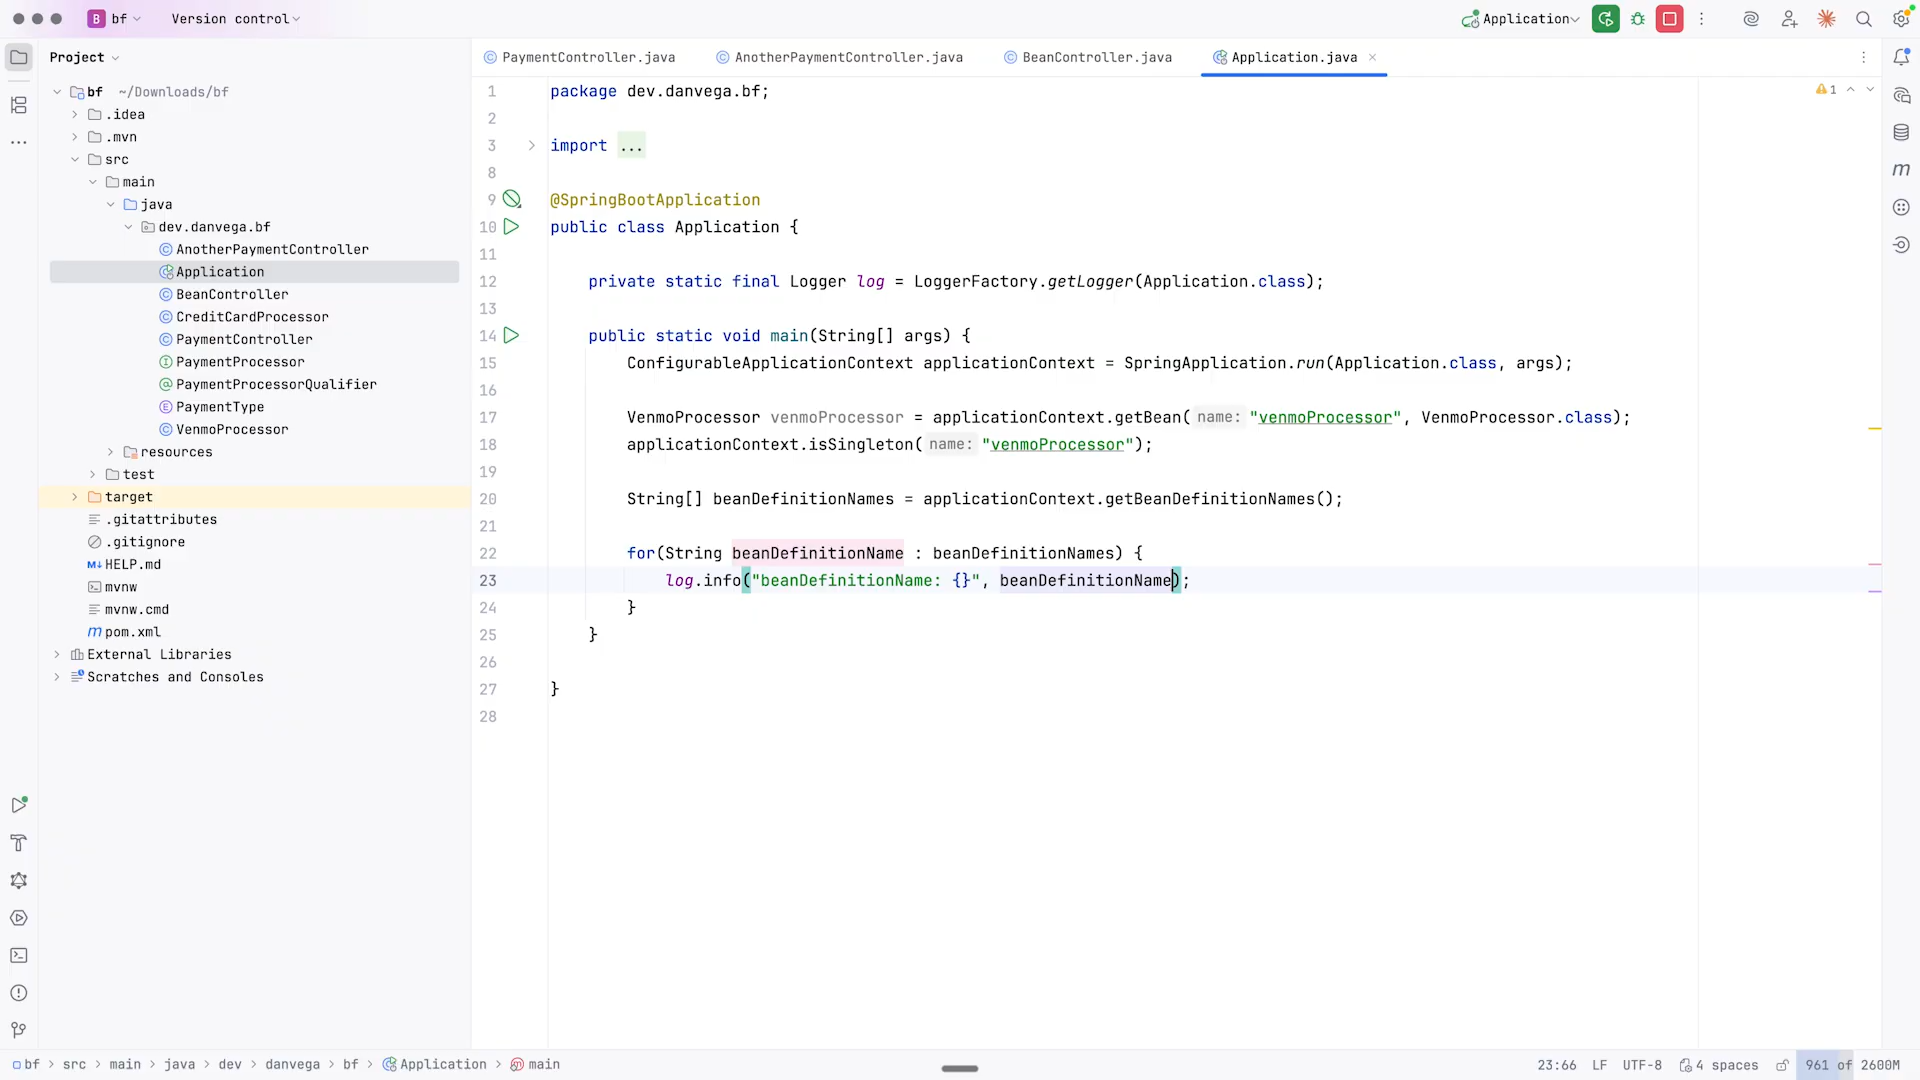 B bf Version control Application
Project
PaymentController.java AnotherPaymentController.java BeanController.java Application.java
bf ~/Downloads/bf
.idea
.mvn
src
main
java
dev.danvega.bf
AnotherPaymentController
Application
BeanController
CreditCardProcessor
PaymentController
PaymentProcessor
PaymentProcessorQualifier
PaymentType
VenmoProcessor
resources
test
target
.gitattributes
.gitignore
HELP.md
mvnw
mvnw.cmd
pom.xml
External Libraries
Scratches and Consoles
1 package dev.danvega.bf;
2
3 import ...
8
9 @SpringBootApplication
10 public class Application {
11
12 private static final Logger log = LoggerFactory.getLogger(Application.class);
13
14 public static void main(String[] args) {
15 ConfigurableApplicationContext applicationContext = SpringApplication.run(Application.class, args);
16
17 VenmoProcessor venmoProcessor = applicationContext.getBean( name: "venmoProcessor", VenmoProcessor.class);
18 applicationContext.isSingleton( name: "venmoProcessor");
19
20 String[] beanDefinitionNames = applicationContext.getBeanDefinitionNames();
21
22 for(String beanDefinitionName : beanDefinitionNames) {
23 log.info("beanDefinitionName: {}", beanDefinitionName);
24 }
25 }
26
27 }
28
1
bf > src > main > java > dev > danvega > bf > Application > main
23:66 LF UTF-8 4 spaces 961 of 2600M